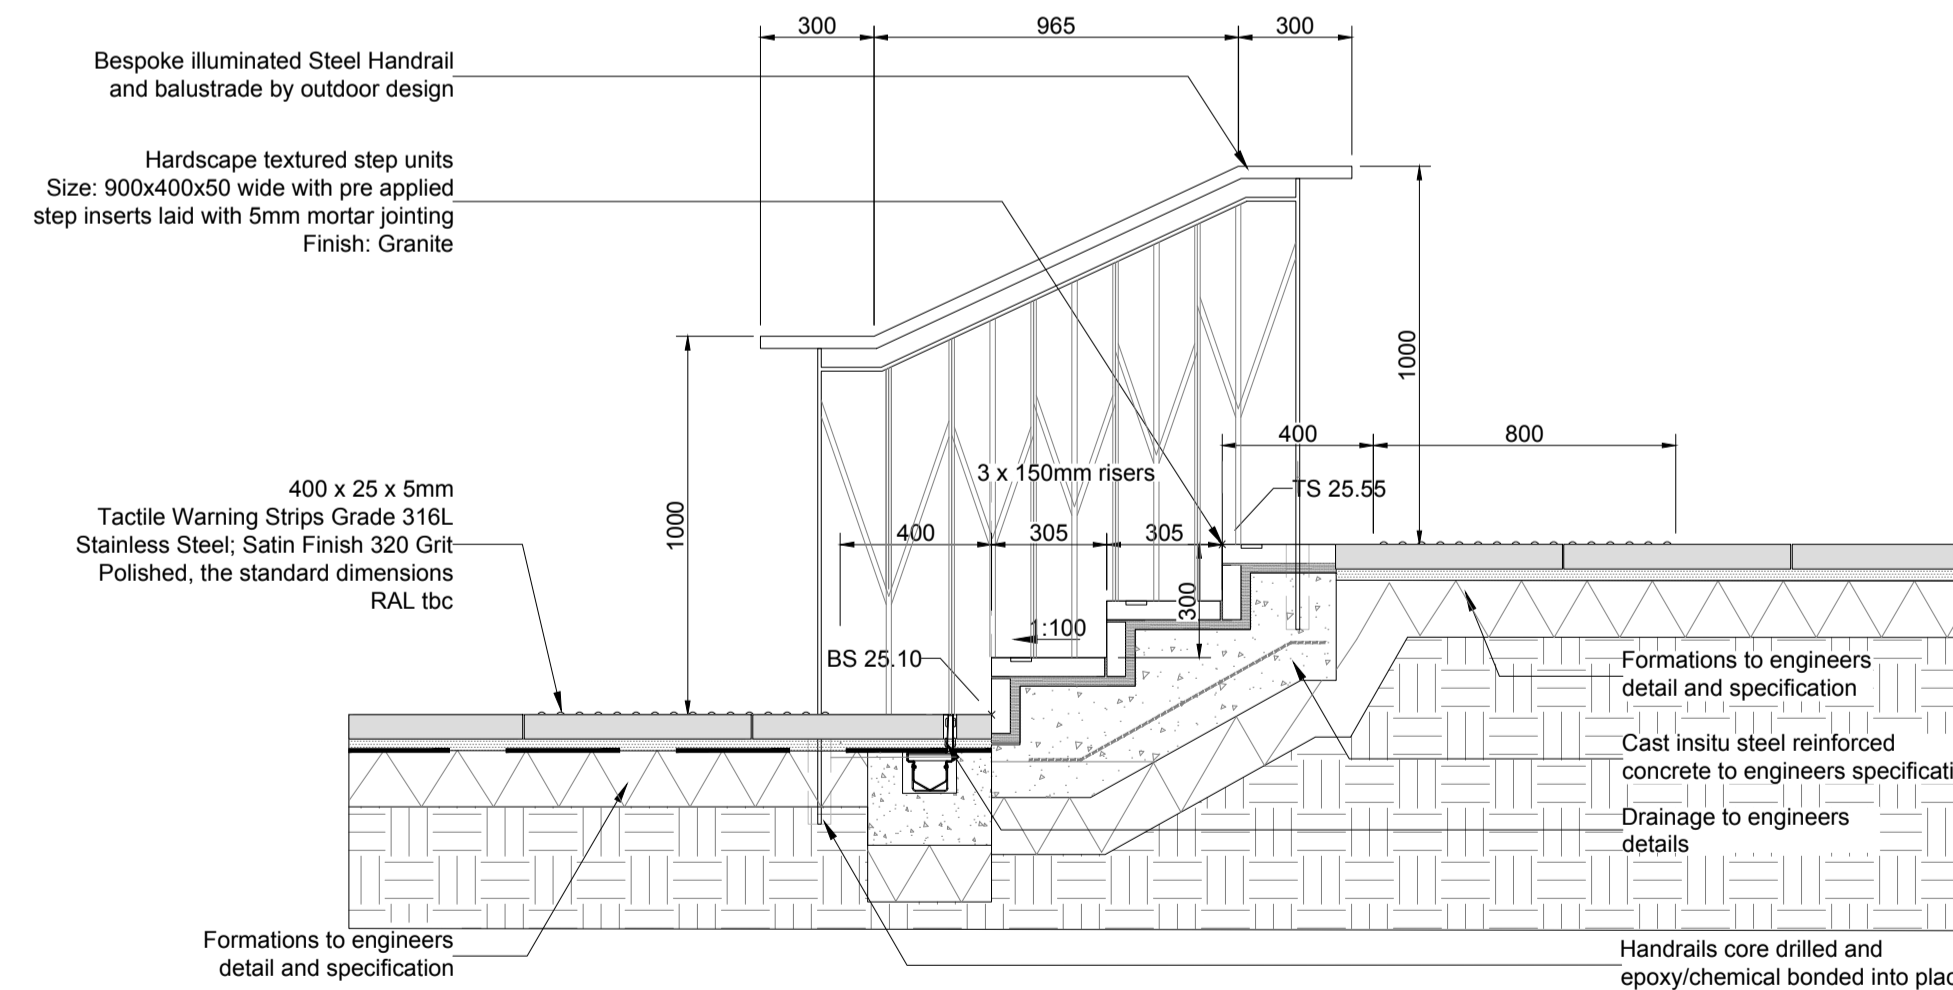 300
965
300
Bespoke illuminated Steel Handrail
and balustrade by outdoor design
Hardscape textured step units
Size: 900x400x50 wide with pre applied
step inserts laid with 5mm mortar jointing
Finish: Granite
1000
1000
400
800
3 x 150mm risers
TS 25.55
400
305
305
300
1:100
BS 25.10
400 x 25 x 5mm
Tactile Warning Strips Grade 316L
Stainless Steel; Satin Finish 320 Grit
Polished, the standard dimensions
RAL tbc
Formations to engineers
detail and specification
Cast insitu steel reinforced
concrete to engineers specificati
Drainage to engineers
details
Formations to engineers
detail and specification
Handrails core drilled and
epoxy/chemical bonded into plac